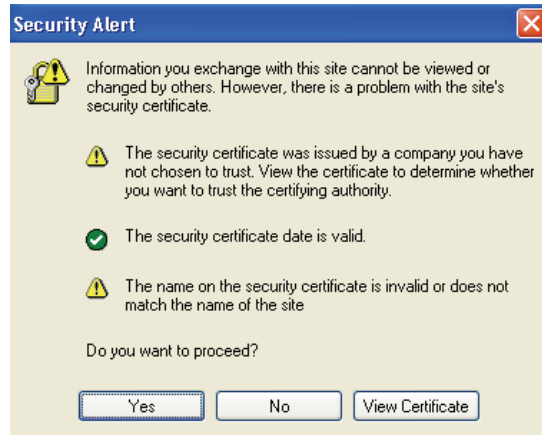 Security Alert
Information you exchange with this site cannot be viewed or
changed by others. However, there is a problem with the site's
security certificate.
The security certificate was issued by a company you have
not chosen to trust. View the certificate to determine whether
you want to trust the certifying authority.
The security certificate date is valid.
The name on the security certificate is invalid or does not
match the name of the site
Do you want to proceed?
Yes No View Certificate